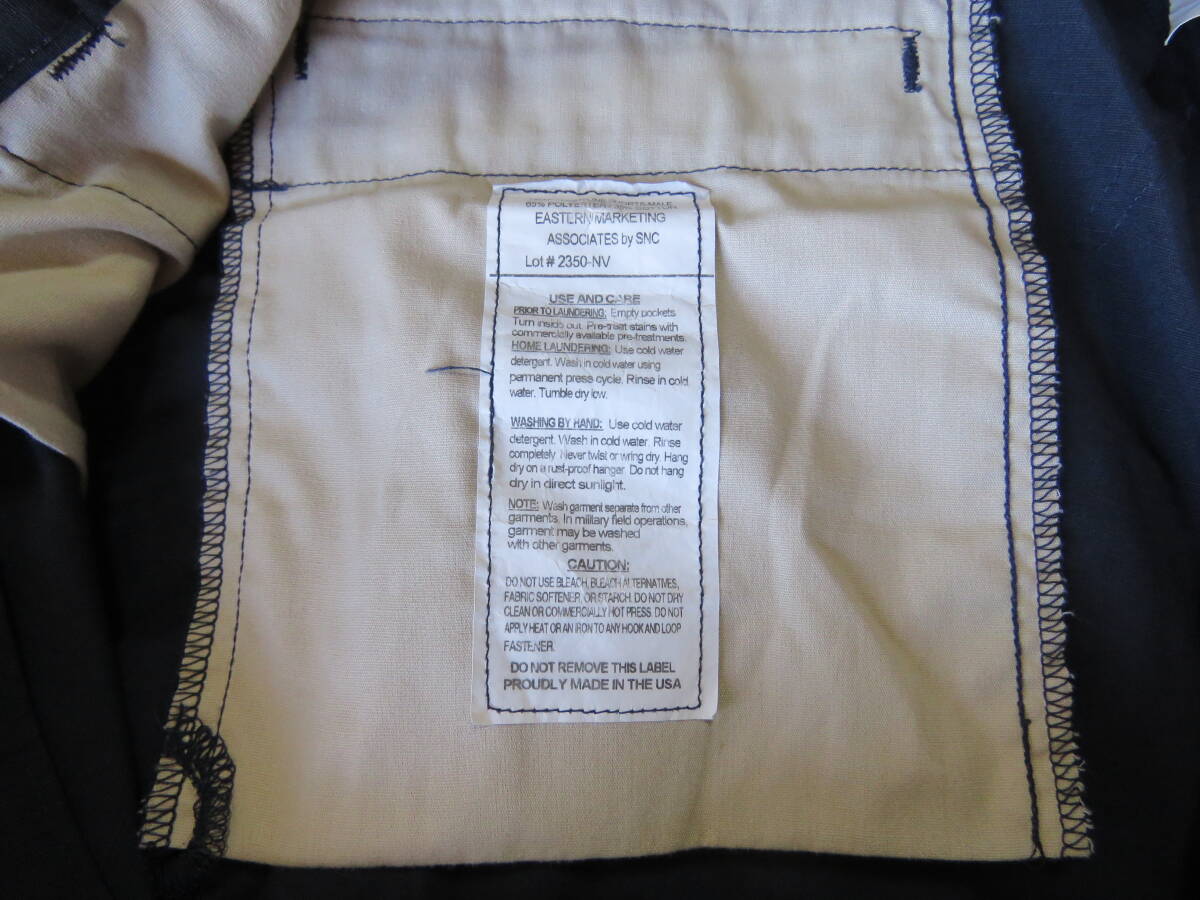 65% POLYESTER
EASTERN MARKETING
ASSOCIATES by SNC
Lot # 2350-NV
USE AND CARE
PRIOR TO LAUNDERING: Empty pockets
Turn inside out. Pre-treat stains with
commercially available pre-treatments.
HOME LAUNDERING: Use cold water
detergent. Wash in cold water using
permanent press cycle. Rinse in cold
water. Tumble dry low.
WASHING BY HAND: Use cold water
detergent. Wash in cold water. Rinse
completely. Never twist or wring dry. Hang
dry on a rust-proof hanger. Do not hang
dry in direct sunlight.
NOTE: Wash garment separate from other
garments. In military field operations,
garment may be washed
with other garments.
CAUTION:
DO NOT USE BLEACH, BLEACH ALTERNATIVES,
FABRIC SOFTENER, OR STARCH. DO NOT DRY
CLEAN OR COMMERCIALLY HOT PRESS. DO NOT
APPLY HEAT OR AN IRON TO ANY HOOK AND LOOP
FASTENER.
DO NOT REMOVE THIS LABEL
PROUDLY MADE IN THE USA